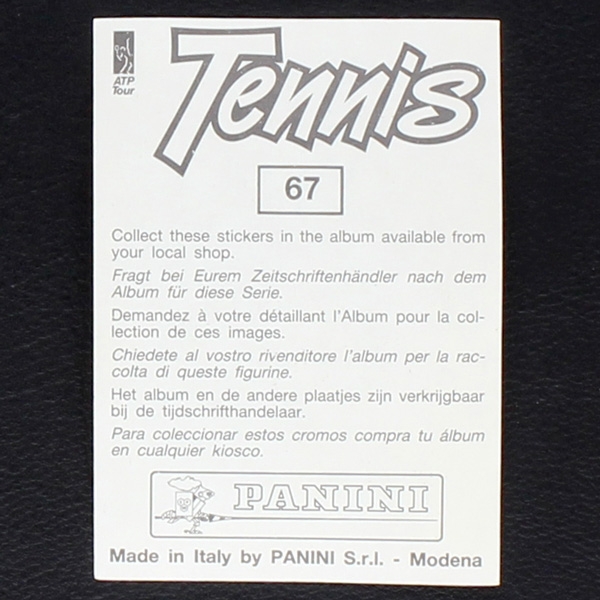 Tennis
ATP
Tour
67
Collect these stickers in the album available from
your local shop.
Fragt bei Eurem Zeitschriftenhändler nach dem
Album für diese Serie.
Demandez à votre détaillant l'Album pour la col-
lection de ces images.
Chiedete al vostro rivenditore l'album per la rac-
colta di queste figurine.
Het album en de andere plaatjes zijn verkrijgbaar
bij de tijdschrifthandelaar.
Para coleccionar estos cromos compra tu álbum
en cualquier kiosco.
PANINI
Made in Italy by PANINI S.r.l. - Modena